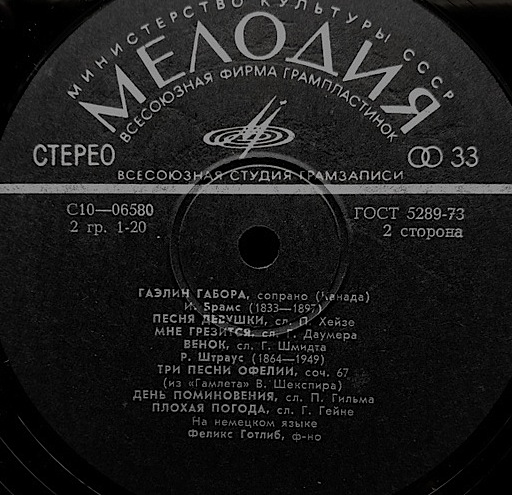 МИНИСТЕРСТВО КУЛЬТУРЫ СССР
МЕЛОДИЯ
ВСЕСОЮЗНАЯ ФИРМА ГРАМПЛАСТИНОК
СТЕРЕО
33
ВСЕСОЮЗНАЯ СТУДИЯ ГРАМЗАПИСИ
С10—06580
ГОСТ 5289-73
2 гр. 1-20
2 сторона
ГАЭЛИН ГАБОРА, сопрано (Канада)
И. Брамс (1833—1897)
ПЕСНЯ ДЕВУШКИ, сл. П. Хейзе
МНЕ ГРЕЗИТСЯ, сл. Г. Даумера
ВЕНОК, сл. Г. Шмидта
Р. Штраус (1864—1949)
ТРИ ПЕСНИ ОФЕЛИИ, соч. 67
(из «Гамлета» В. Шекспира)
ДЕНЬ ПОМИНОВЕНИЯ, сл. П. Гильма
ПЛОХАЯ ПОГОДА, сл. Г. Гейне
На немецком языке
Феликс Готлиб, ф-но